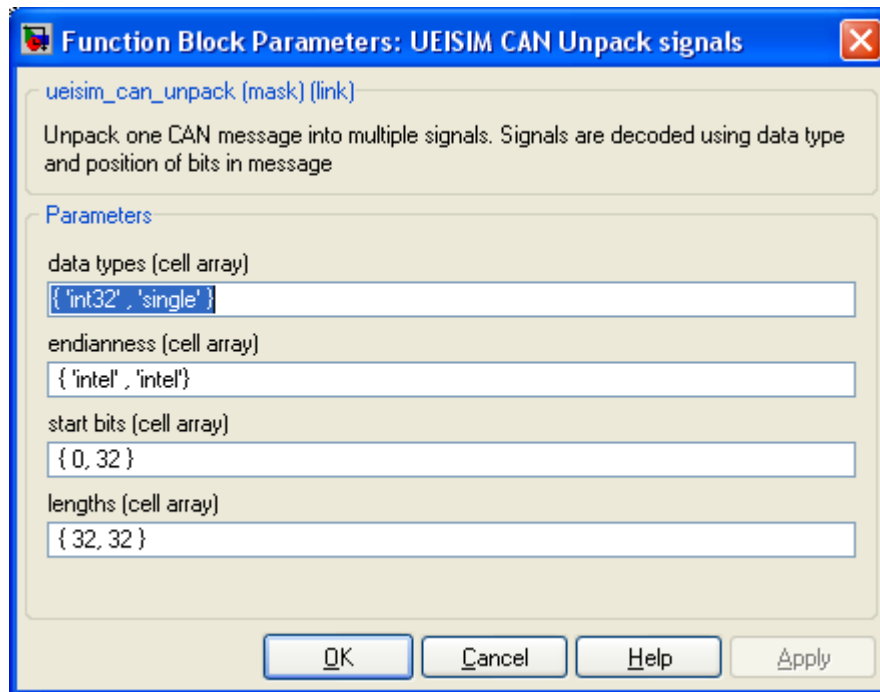 Function Block Parameters: UEISIM CAN Unpack signals
ueisim_can_unpack (mask) (link)
Unpack one CAN message into multiple signals. Signals are decoded using data type
and position of bits in message
Parameters
data types (cell array)
{ 'int32' , 'single' }
endianness (cell array)
{ 'intel' , 'intel'}
start bits (cell array)
{ 0, 32 }
lengths (cell array)
{ 32, 32 }
OK Cancel Help Apply